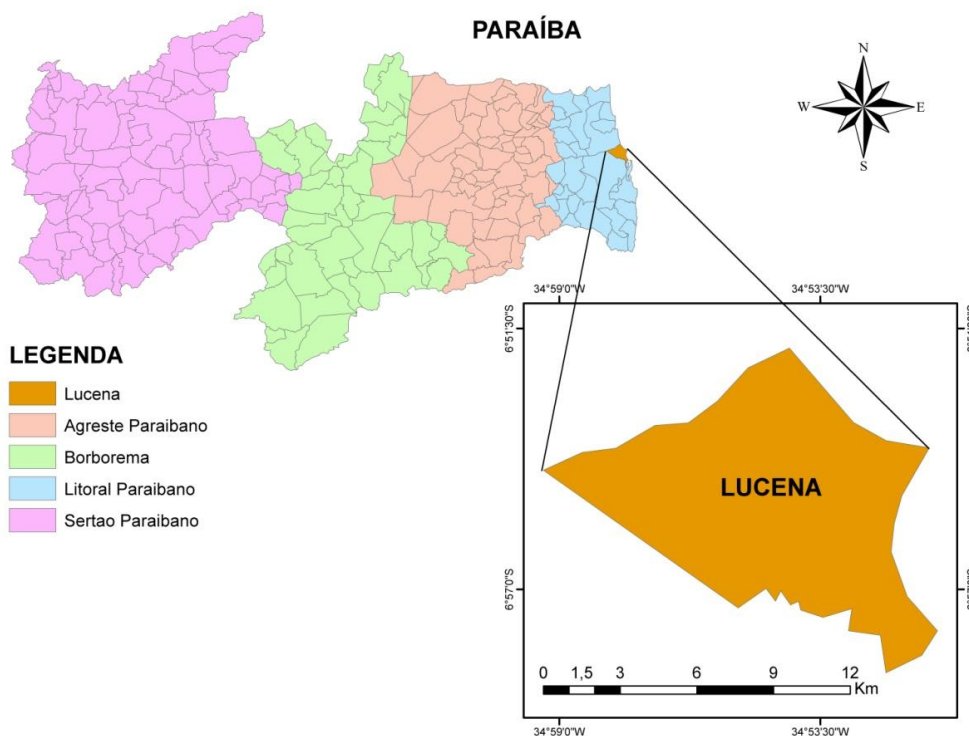 PARAÍBA
N
W
E
S
34°59'0"W
34°53'30"W
6°51'30"S
LEGENDA
Lucena
Agreste Paraibano
Borborema
Litoral Paraibano
Sertao Paraibano
LUCENA
6°57'0"S
0 1,5 3 6 9 12
Km
34°59'0"W
34°53'30"W